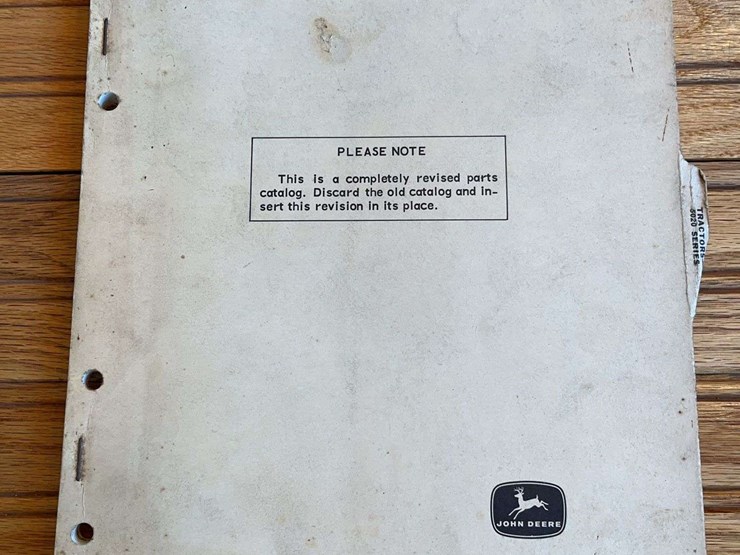 PLEASE NOTE
This is a completely revised parts
catalog. Discard the old catalog and in-
sert this revision in its place.
TRACTORS
5020 SERIES
JOHN DEERE